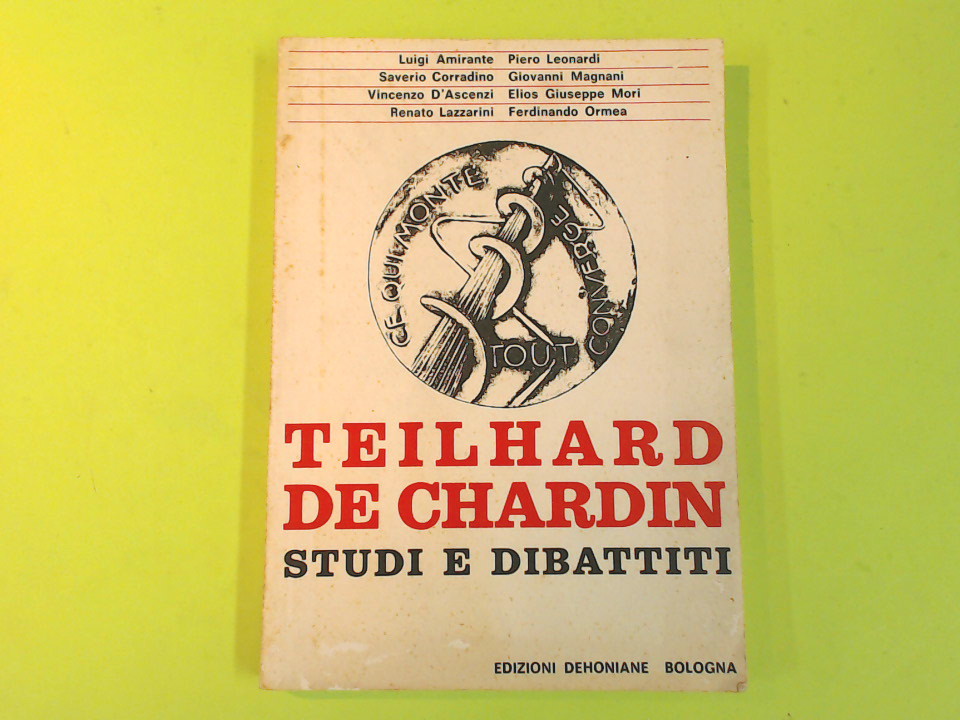 Luigi Amirante Piero Leonardi
Saverio Corradino Giovanni Magnani
Vincenzo D'Ascenzi Elios Giuseppe Mori
Renato Lazzarini Ferdinando Ormea
CE QUI MONTE
CONVERGE
TOUT
TEILHARD
DE CHARDIN
STUDI E DIBATTITI
EDIZIONI DEHONIANE BOLOGNA